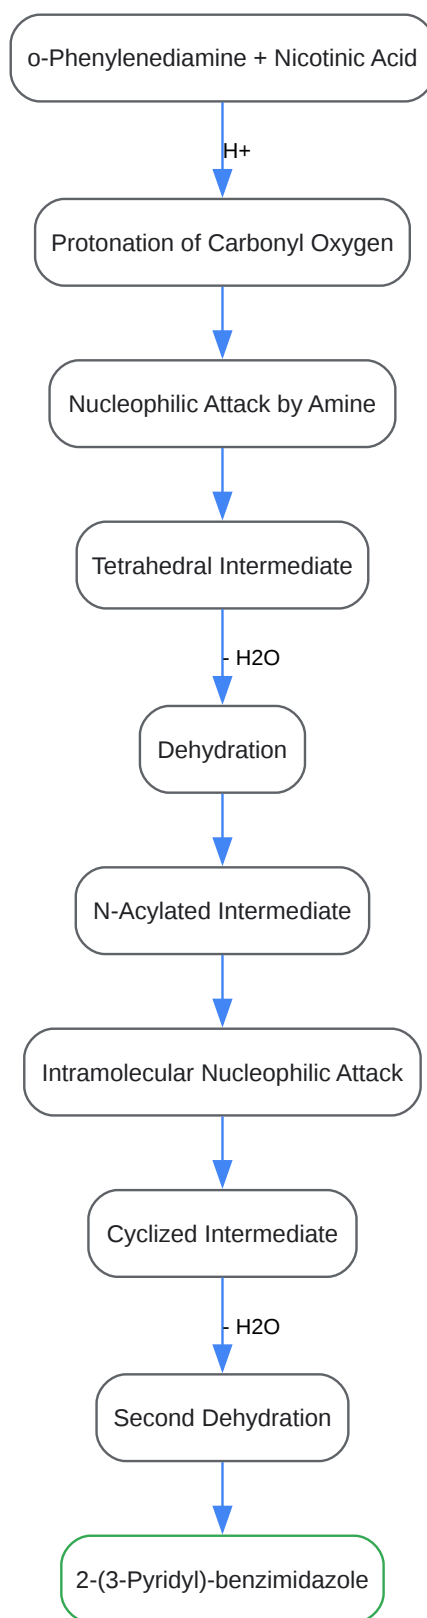 o-Phenylenediamine + Nicotinic Acid
H+
Protonation of Carbonyl Oxygen
Nucleophilic Attack by Amine
Tetrahedral Intermediate
- H2O
Dehydration
N-Acylated Intermediate
Intramolecular Nucleophilic Attack
Cyclized Intermediate
- H2O
Second Dehydration
2-(3-Pyridyl)-benzimidazole